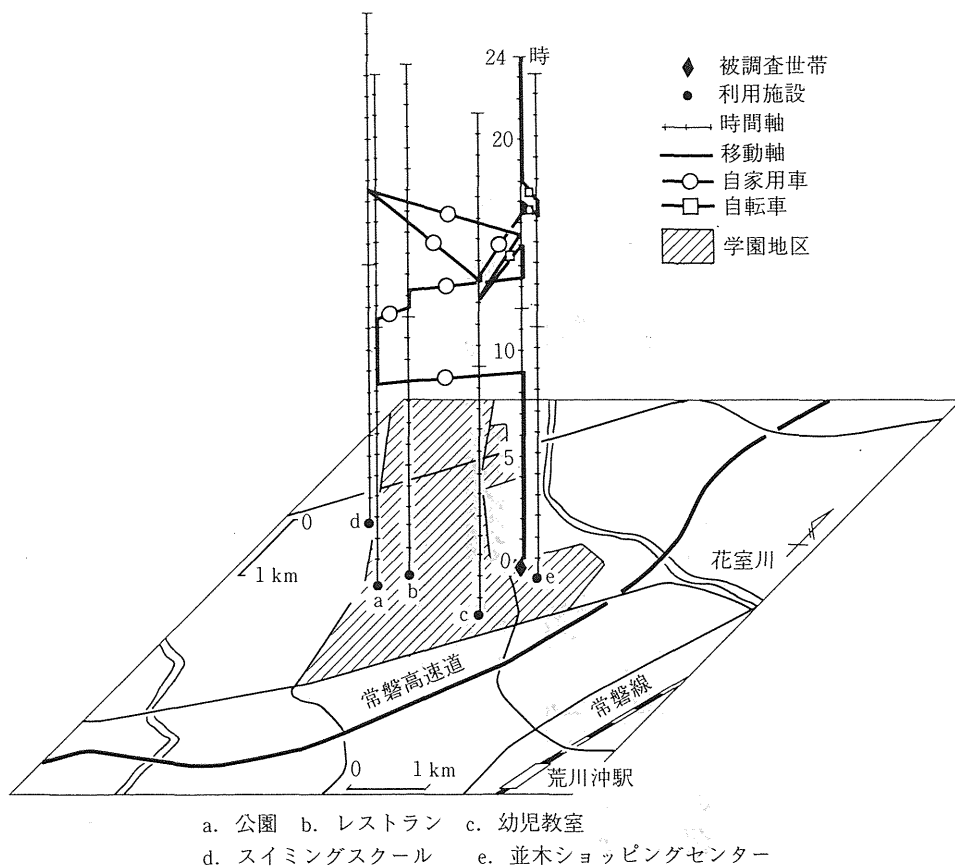 24時
20
10
5
0
被調査世帯
利用施設
時間軸
移動軸
自家用車
自転車
学園地区
0
1 km
d
a
b
c
e
花室川
常磐高速道
常磐線
荒川沖駅
0 1 km
a. 公園 b. レストラン c. 幼児教室
d. スイミングスクール e. 並木ショッピングセンター